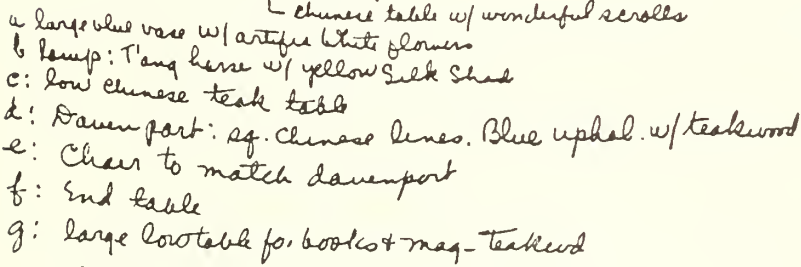 chinese table w/ wonderful scrolls
a large blue vase w/ artific white flowers
b Lamp: T'ang horse w/ yellow Silk Shad
c: low chinese teak table
d: Davenport: sq. Chinese lines. Blue uphol. w/ teakwood
e: Chair to match davenport
f: End table
g: large low table for books + mag - Teakwd